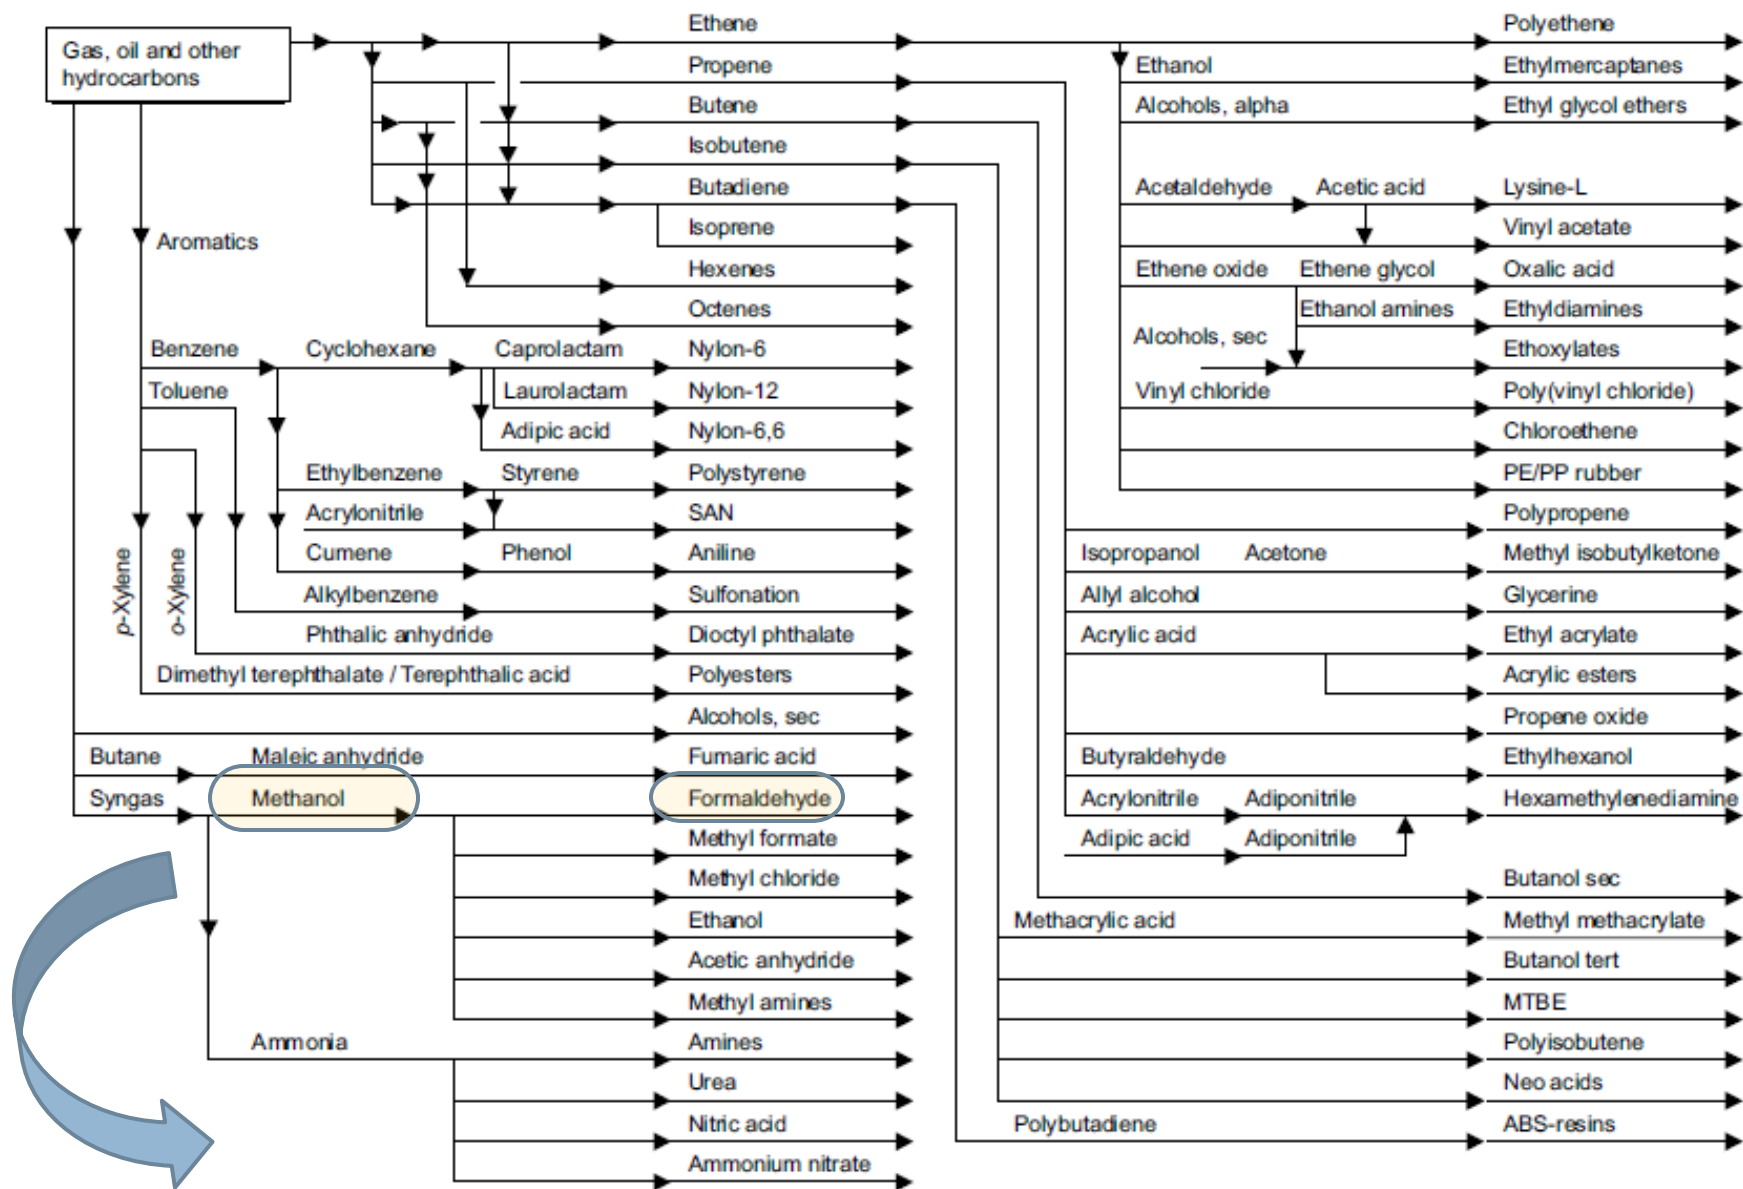 Gas, oil and other
hydrocarbons
Aromatics
p-Xylene
o-Xylene
Ethene
Propene
Butene
Isobutene
Butadiene
Isoprene
Hexenes
Octenes
Benzene Cyclohexane Caprolactam Nylon-6
Toluene Laurolactam Nylon-12
Adipic acid Nylon-6,6
Ethylbenzene Styrene Polystyrene
Acrylonitrile SAN
Cumene Phenol Aniline
Alkylbenzene Sulfonation
Phthalic anhydride Dioctyl phthalate
Dimethyl terephthalate / Terephthalic acid Polyesters
Alcohols, sec
Butane Maleic anhydride Fumaric acid
Syngas Methanol Formaldehyde
Methyl formate
Methyl chloride
Ethanol
Acetic anhydride
Methyl amines
Ammonia Amines
Urea
Nitric acid
Ammonium nitrate
Polyethene
Ethanol Ethylmercaptanes
Alcohols, alpha Ethyl glycol ethers
Acetaldehyde Acetic acid Lysine-L
Vinyl acetate
Ethene oxide Ethene glycol Oxalic acid
Ethanol amines Ethyldiamines
Alcohols, sec Ethoxylates
Vinyl chloride Poly(vinyl chloride)
Chloroethene
PE/PP rubber
Polypropene
Isopropanol Acetone Methyl isobutylketone
Allyl alcohol Glycerine
Acrylic acid Ethyl acrylate
Acrylic esters
Propene oxide
Butyraldehyde Ethylhexanol
Acrylonitrile Adiponitrile Hexamethylenediamine
Adipic acid Adiponitrile
Butanol sec
Methacrylic acid Methyl methacrylate
Butanol tert
MTBE
Polyisobutene
Neo acids
Polybutadiene ABS-resins